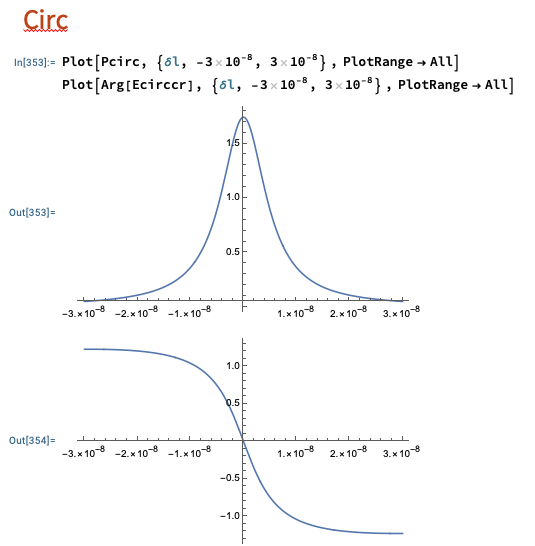 Circ
In[353]:= Plot[Pcirc, {δl, -3×10⁻⁸, 3×10⁻⁸}, PlotRange → All]
Plot[Arg[Ecirccr], {δl, -3×10⁻⁸, 3×10⁻⁸}, PlotRange → All]
1.5
1.0
Out[353]=
0.5
-3.×10⁻⁸ -2.×10⁻⁸ -1.×10⁻⁸ 1.×10⁻⁸ 2.×10⁻⁸ 3.×10⁻⁸
1.0
0.5
Out[354]=
-3.×10⁻⁸ -2.×10⁻⁸ -1.×10⁻⁸ 1.×10⁻⁸ 2.×10⁻⁸ 3.×10⁻⁸
-0.5
-1.0